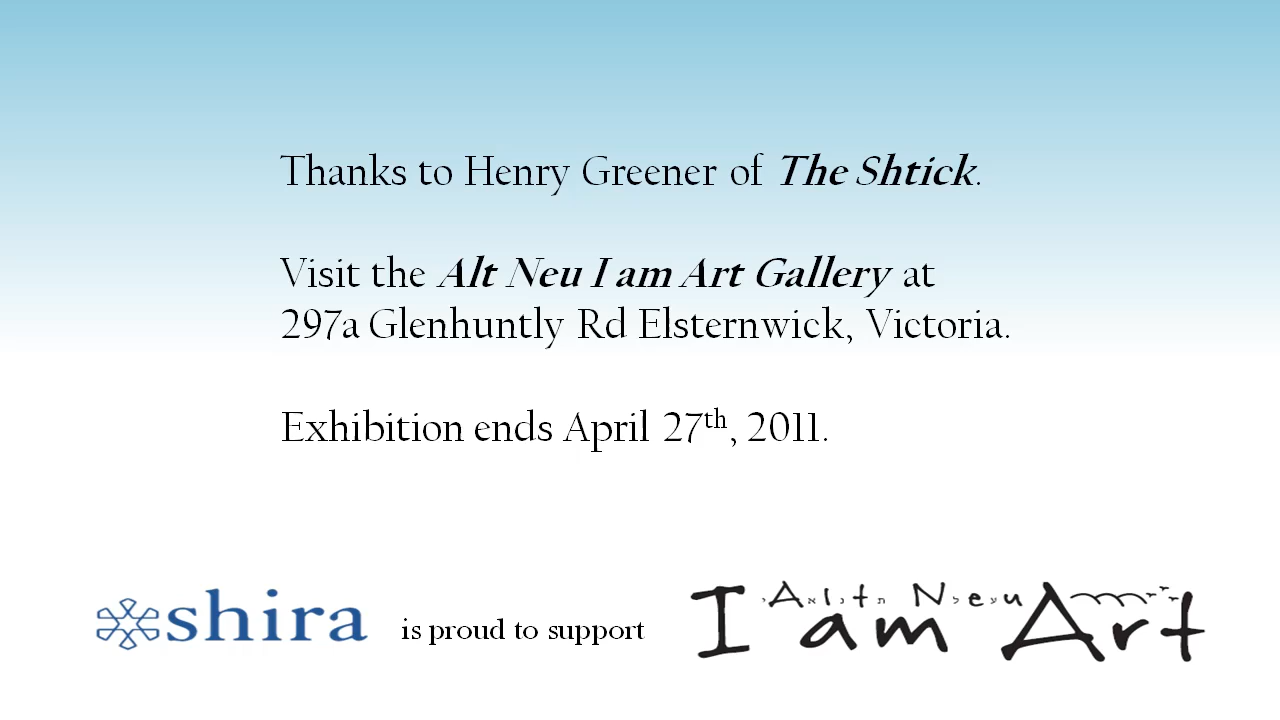 Thanks to Henry Greener of The Shtick.
Visit the Alt Neu I am Art Gallery at
297a Glenhuntly Rd Elsternwick, Victoria.
Exhibition ends April 27th, 2011.
shira is proud to support
Alt Neu
I am Art